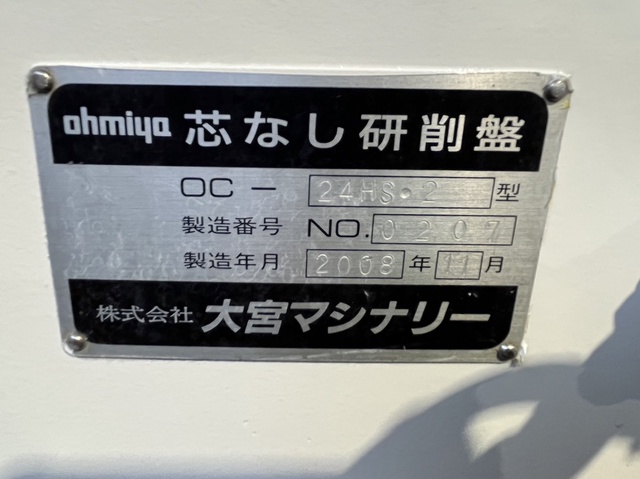 ohmiya 芯なし研削盤
OC－ 24HS・2 型
製造番号 NO. 0207
製造年月 2008 年 11 月
株式会社 大宮マシナリー